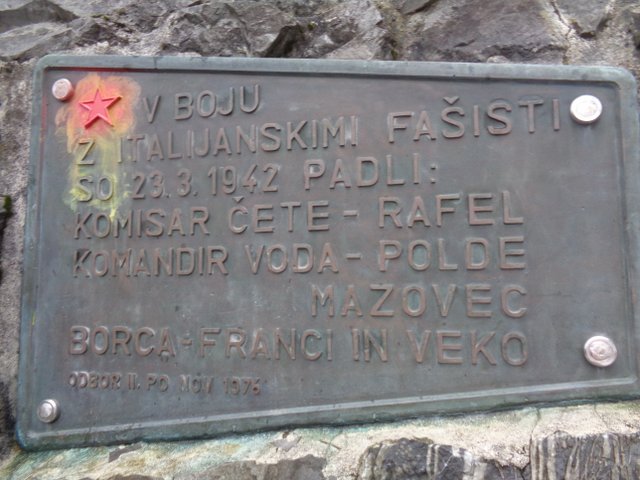 V BOJU
Z ITALIJANSKIMI FAŠISTI
SO 23.3.1942 PADLI:
KOMISAR ČETE - RAFEL
KOMANDIR VODA - POLDE
MAZOVEC
BORCA - FRANCI IN VEKO
ODBOR II. PO NOV 1976